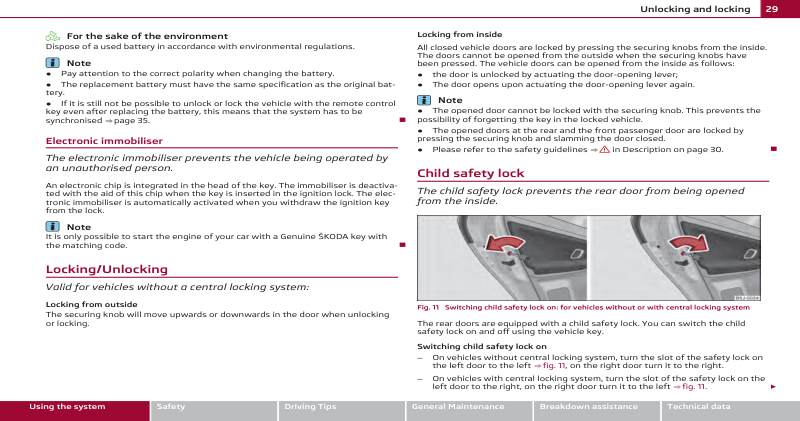 Unlocking and locking 29
For the sake of the environment
Dispose of a used battery in accordance with environmental regulations.
Note
● Pay attention to the correct polarity when changing the battery.
● The replacement battery must have the same specification as the original bat-
tery.
● If it is still not be possible to unlock or lock the vehicle with the remote control
key even after replacing the battery, this means that the system has to be
synchronised ⇒ page 35.
Electronic immobiliser
The electronic immobiliser prevents the vehicle being operated by
an unauthorised person.
An electronic chip is integrated in the head of the key. The immobiliser is deactiva-
ted with the aid of this chip when the key is inserted in the ignition lock. The elec-
tronic immobiliser is automatically activated when you withdraw the ignition key
from the lock.
Note
It is only possible to start the engine of your car with a Genuine ŠKODA key with
the matching code.
Locking/Unlocking
Valid for vehicles without a central locking system:
Locking from outside
The securing knob will move upwards or downwards in the door when unlocking
or locking.
Locking from inside
All closed vehicle doors are locked by pressing the securing knobs from the inside.
The doors cannot be opened from the outside when the securing knobs have
been pressed. The vehicle doors can be opened from the inside as follows:
● the door is unlocked by actuating the door-opening lever;
● The door opens upon actuating the door-opening lever again.
Note
● The opened door cannot be locked with the securing knob. This prevents the
possibility of forgetting the key in the locked vehicle.
● The opened doors at the rear and the front passenger door are locked by
pressing the securing knob and slamming the door closed.
● Please refer to the safety guidelines ⇒ in Description on page 30.
Child safety lock
The child safety lock prevents the rear door from being opened
from the inside.
Fig. 11 Switching child safety lock on: for vehicles without or with central locking system
The rear doors are equipped with a child safety lock. You can switch the child
safety lock on and off using the vehicle key.
Switching child safety lock on
– On vehicles without central locking system, turn the slot of the safety lock on
the left door to the left ⇒ fig. 11, on the right door turn it to the right.
– On vehicles with central locking system, turn the slot of the safety lock on the
left door to the right, on the right door turn it to the left ⇒ fig. 11.
Using the system Safety Driving Tips General Maintenance Breakdown assistance Technical data